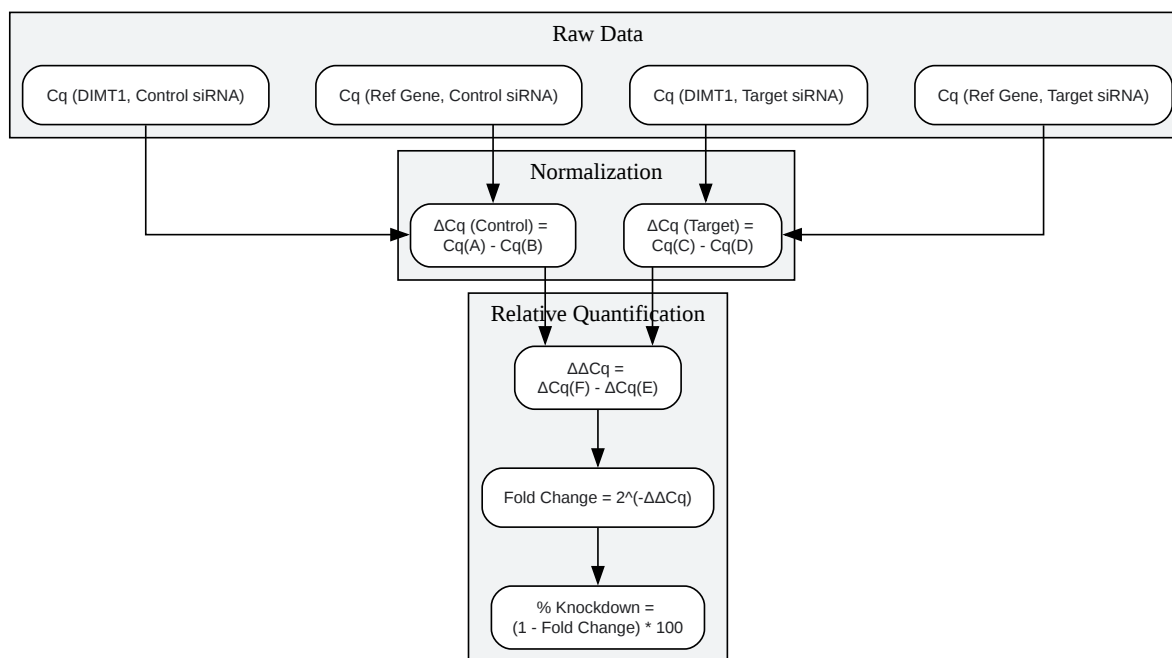 Raw Data
Cq (DIMT1, Control siRNA)
Cq (Ref Gene, Control siRNA)
Cq (DIMT1, Target siRNA)
Cq (Ref Gene, Target siRNA)
Normalization
ΔCq (Control) =
Cq(A) - Cq(B)
ΔCq (Target) =
Cq(C) - Cq(D)
Relative Quantification
ΔΔCq =
ΔCq(F) - ΔCq(E)
Fold Change = 2^(-ΔΔCq)
% Knockdown =
(1 - Fold Change) * 100